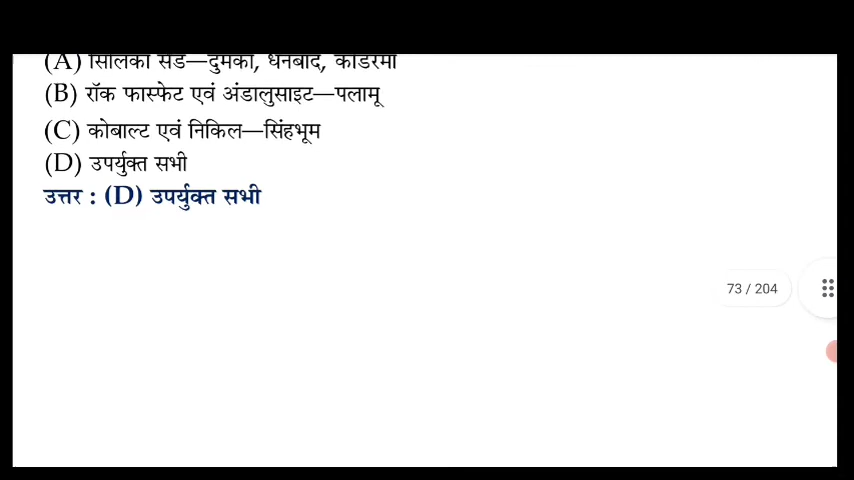 (A) सिलिका सैंड—दुमका, धनबाद, कोडरमा
(B) रॉक फास्फेट एवं अंडालुसाइट—पलामू
(C) कोबाल्ट एवं निकिल—सिंहभूम
(D) उपर्युक्त सभी
उत्तर : (D) उपर्युक्त सभी
73 / 204